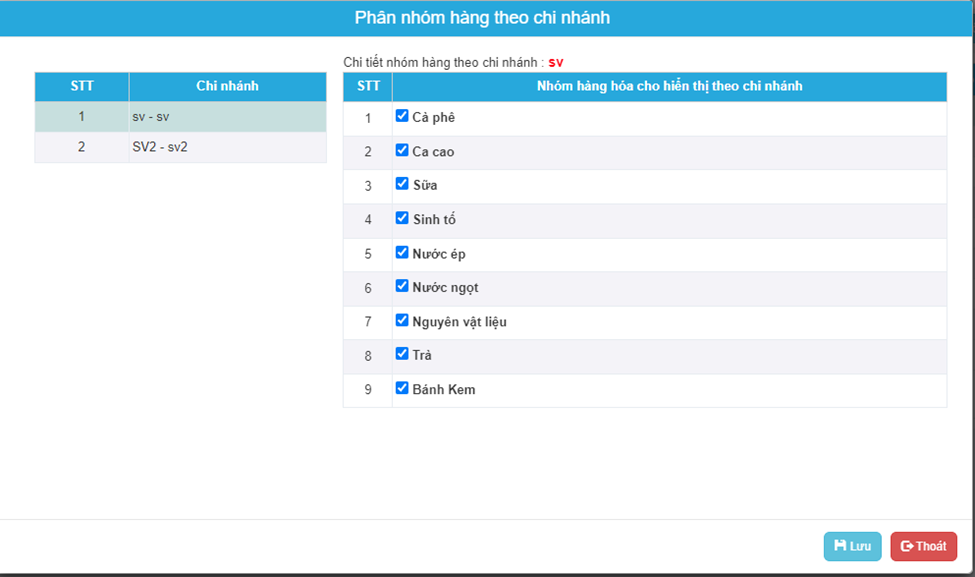 Phân nhóm hàng theo chi nhánh
Chi tiết nhóm hàng theo chi nhánh : sv
STT Chi nhánh
1 sv - sv
2 SV2 - sv2
STT Nhóm hàng hóa cho hiển thị theo chi nhánh
1 Cà phê
2 Ca cao
3 Sữa
4 Sinh tố
5 Nước ép
6 Nước ngọt
7 Nguyên vật liệu
8 Trà
9 Bánh Kem
Lưu Thoát